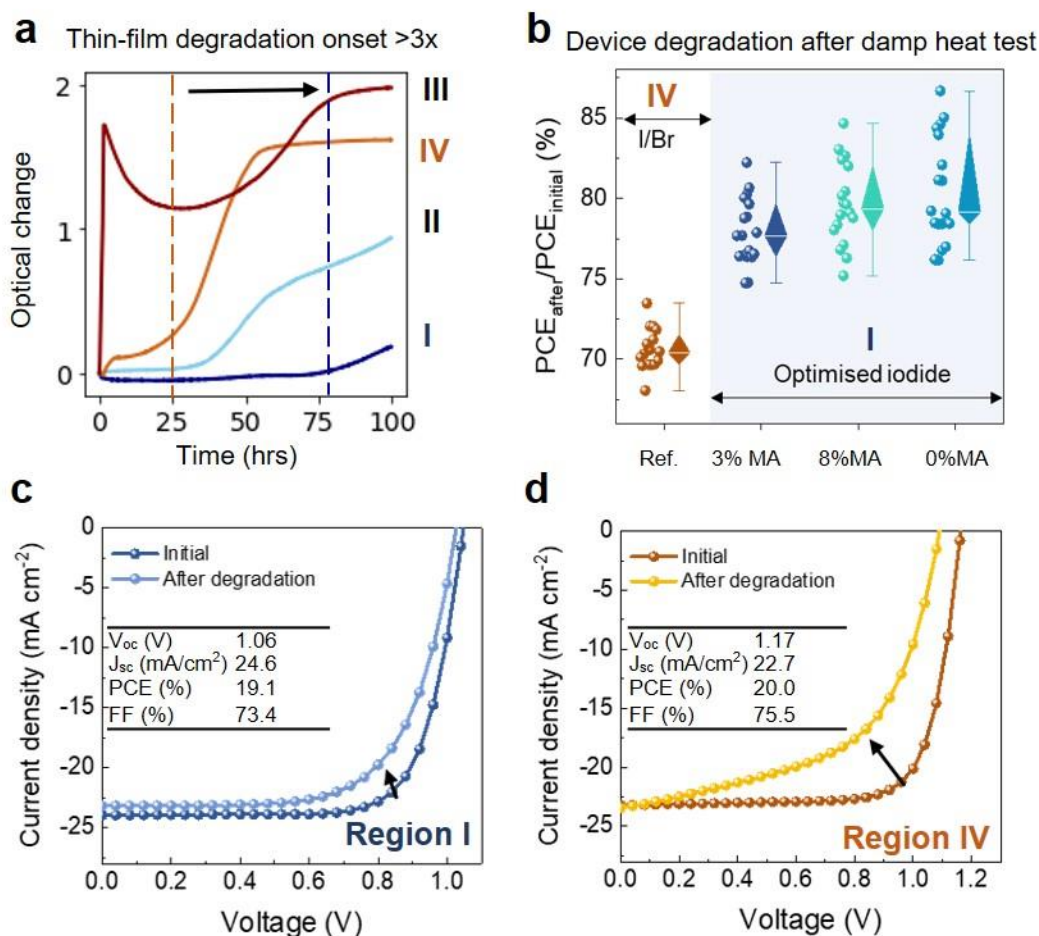 a
Thin-film degradation onset >3x
Optical change
2
1
0
III
IV
II
I
0 25 50 75 100
Time (hrs)
b
Device degradation after damp heat test
PCEafter/PCEinitial (%)
85
80
75
70
IV
I/Br
I
Optimised iodide
Ref. 3% MA 8%MA 0%MA
c
Current density (mA cm-2)
0
-5
-10
-15
-20
-25
Initial
After degradation
Voc (V) 1.06
Jsc (mA/cm2) 24.6
PCE (%) 19.1
FF (%) 73.4
Region I
0.0 0.2 0.4 0.6 0.8 1.0
Voltage (V)
d
Current density (mA cm-2)
0
-5
-10
-15
-20
-25
Initial
After degradation
Voc (V) 1.17
Jsc (mA/cm2) 22.7
PCE (%) 20.0
FF (%) 75.5
Region IV
0.0 0.2 0.4 0.6 0.8 1.0 1.2
Voltage (V)